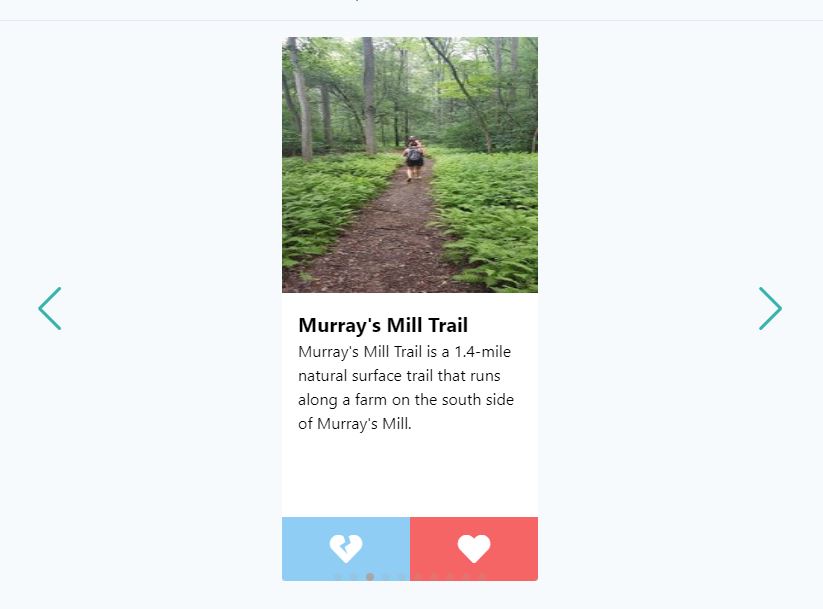 Murray's Mill Trail
Murray's Mill Trail is a 1.4-mile
natural surface trail that runs
along a farm on the south side
of Murray's Mill.